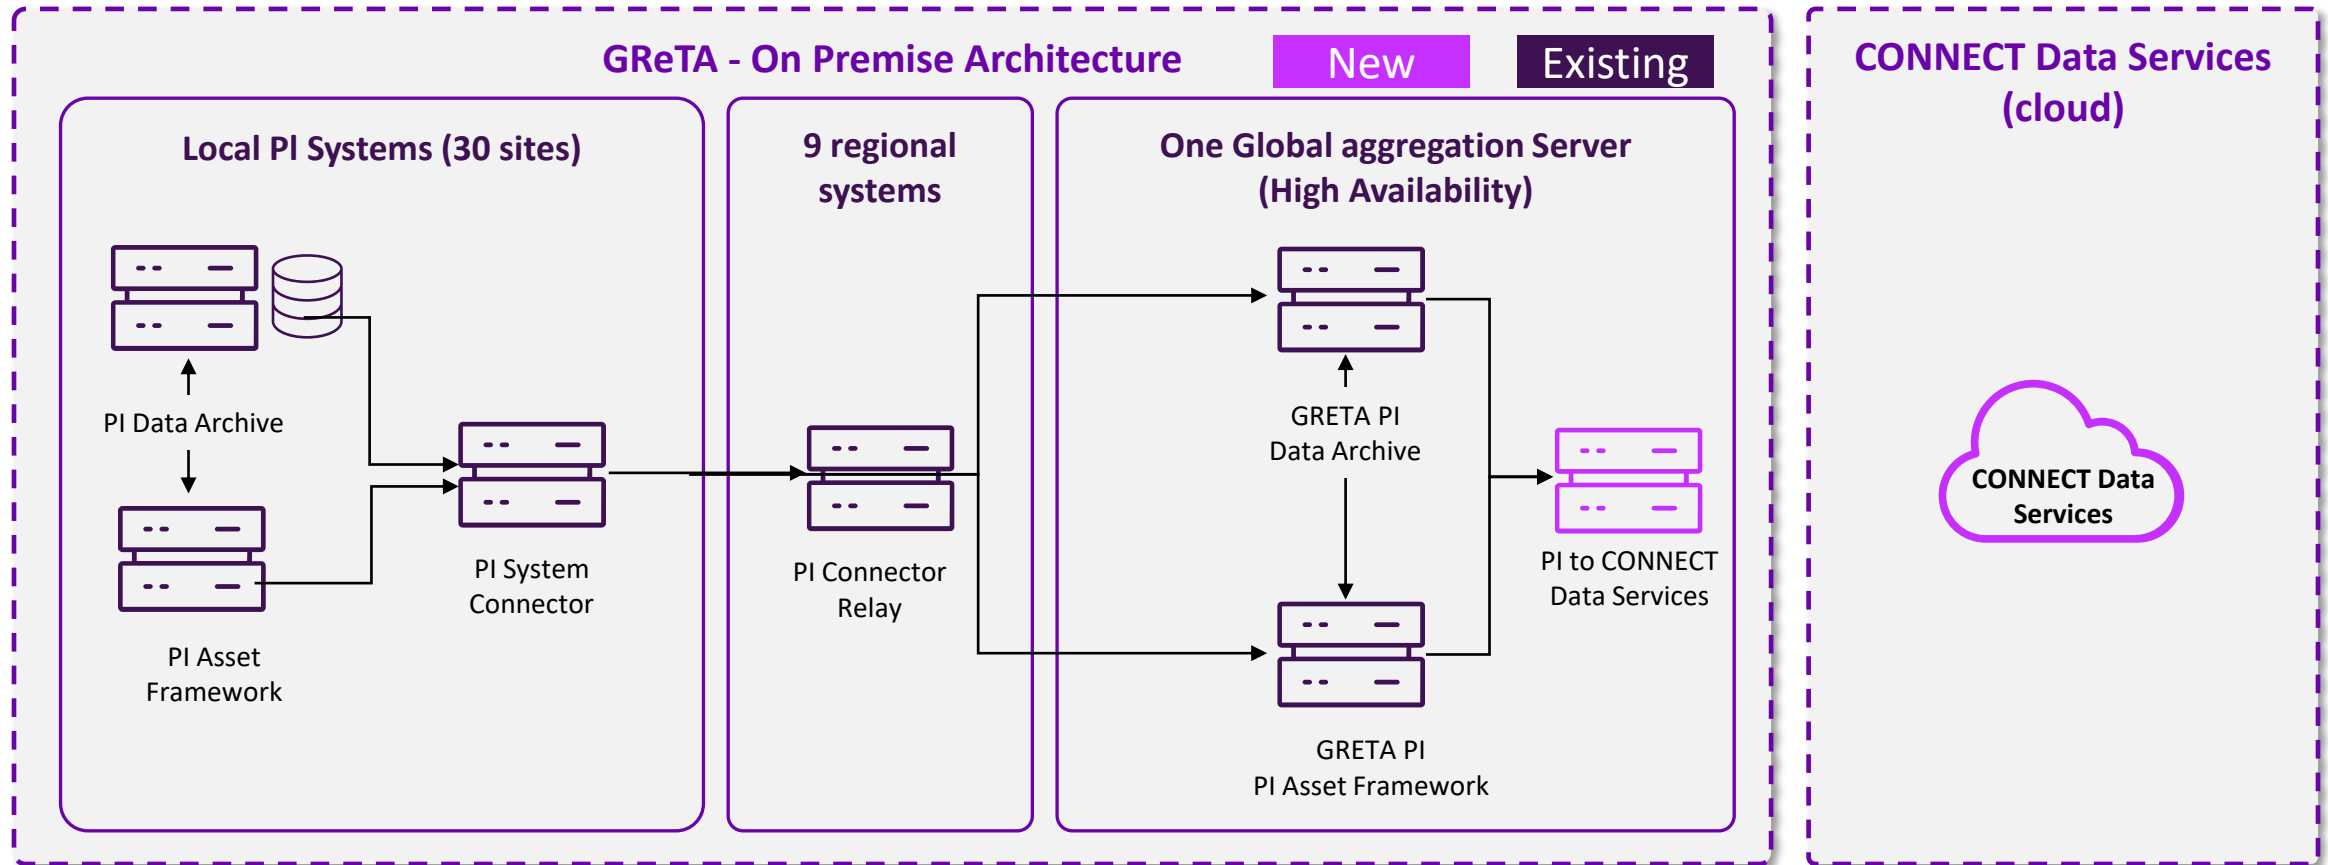 GReTA - On Premise Architecture
New
Existing
CONNECT Data Services
(cloud)
Local PI Systems (30 sites)
9 regional
systems
One Global aggregation Server
(High Availability)
PI Data Archive
PI Asset
Framework
PI System
Connector
PI Connector
Relay
GRETA PI
Data Archive
GRETA PI
PI Asset Framework
PI to CONNECT
Data Services
CONNECT Data
Services